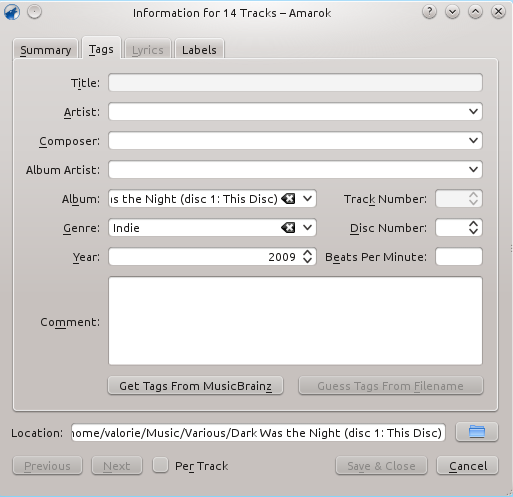 Information for 14 Tracks – Amarok
Summary Tags Lyrics Labels
Title:
Artist:
Composer:
Album Artist:
Album: as the Night (disc 1: This Disc) Track Number:
Genre: Indie Disc Number:
Year: 2009 Beats Per Minute:
Comment:
Get Tags From MusicBrainz Guess Tags From Filename
Location: home/valorie/Music/Various/Dark Was the Night (disc 1: This Disc)
Previous Next Per Track Save & Close Cancel